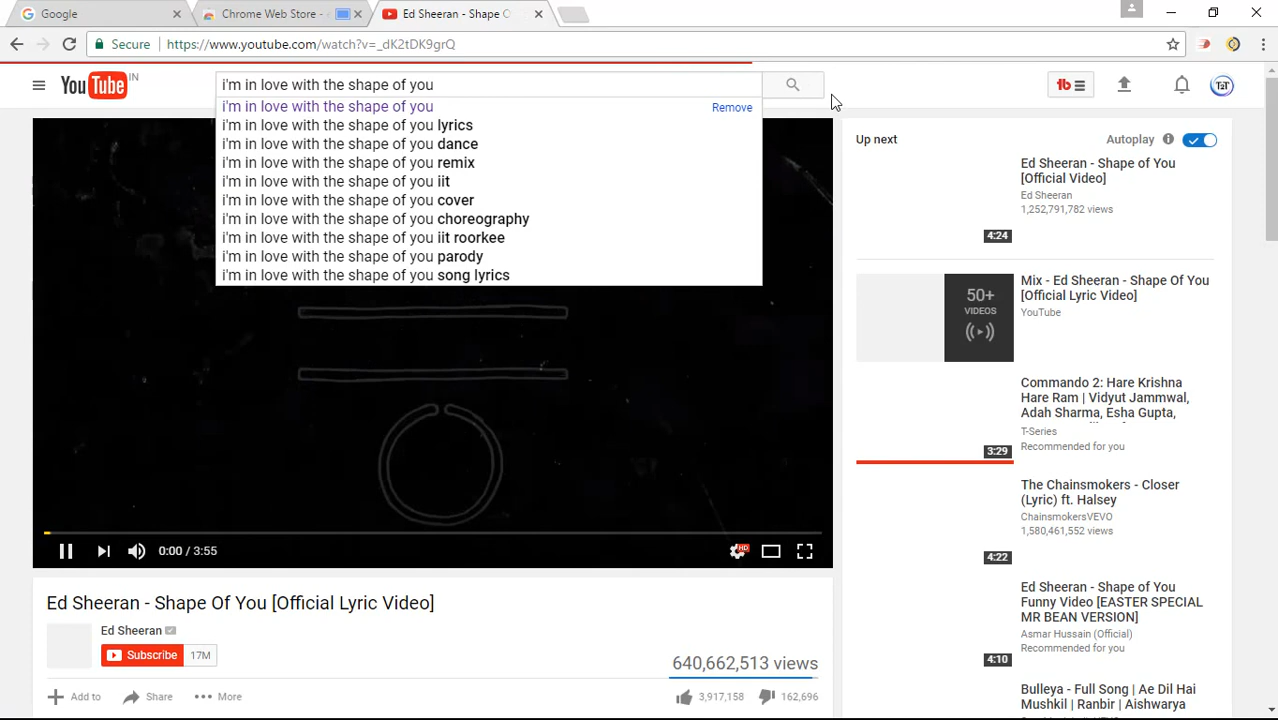 Google
Chrome Web Store -
Ed Sheeran - Shape O
Secure
https://www.youtube.com/watch?v=_dK2tDK9grQ
YouTube IN
i'm in love with the shape of you
i'm in love with the shape of you Remove
i'm in love with the shape of you lyrics
i'm in love with the shape of you dance
i'm in love with the shape of you remix
i'm in love with the shape of you iit
i'm in love with the shape of you cover
i'm in love with the shape of you choreography
i'm in love with the shape of you iit roorkee
i'm in love with the shape of you parody
i'm in love with the shape of you song lyrics
0:00 / 3:55
HD
Ed Sheeran - Shape Of You [Official Lyric Video]
Ed Sheeran
Subscribe 17M
640,662,513 views
Add to Share More
3,917,158 162,696
Up next Autoplay
Ed Sheeran - Shape of You
[Official Video]
Ed Sheeran
1,252,791,782 views
4:24
50+
VIDEOS
Mix - Ed Sheeran - Shape Of You
[Official Lyric Video]
YouTube
Commando 2: Hare Krishna
Hare Ram | Vidyut Jammwal,
Adah Sharma, Esha Gupta,
T-Series
Recommended for you
3:29
The Chainsmokers - Closer
(Lyric) ft. Halsey
ChainsmokersVEVO
1,580,461,552 views
4:22
Ed Sheeran - Shape of You
Funny Video [EASTER SPECIAL
MR BEAN VERSION]
Asmar Hussain (Official)
Recommended for you
4:10
Bulleya - Full Song | Ae Dil Hai
Mushkil | Ranbir | Aishwarya